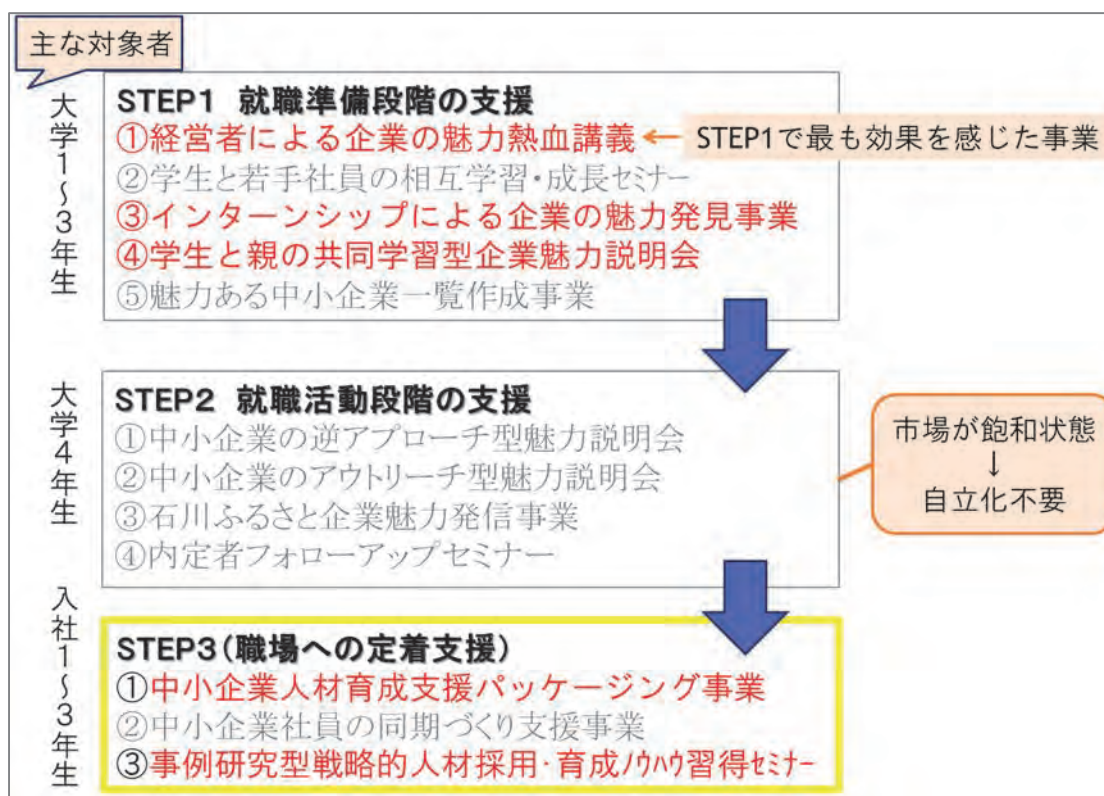 主な対象者
大学1～3年生
STEP1 就職準備段階の支援
①経営者による企業の魅力熱血講義
STEP1で最も効果を感じた事業
②学生と若手社員の相互学習・成長セミナー
③インターンシップによる企業の魅力発見事業
④学生と親の共同学習型企業魅力説明会
⑤魅力ある中小企業一覧作成事業
大学4年生
STEP2 就職活動段階の支援
①中小企業の逆アプローチ型魅力説明会
②中小企業のアウトリーチ型魅力説明会
③石川ふるさと企業魅力発信事業
④内定者フォローアップセミナー
市場が飽和状態
↓
自立化不要
入社1～3年生
STEP3(職場への定着支援)
①中小企業人材育成支援パッケージング事業
②中小企業社員の同期づくり支援事業
③事例研究型戦略的人材採用・育成ﾉｳﾊｳ習得ｾﾐﾅｰ